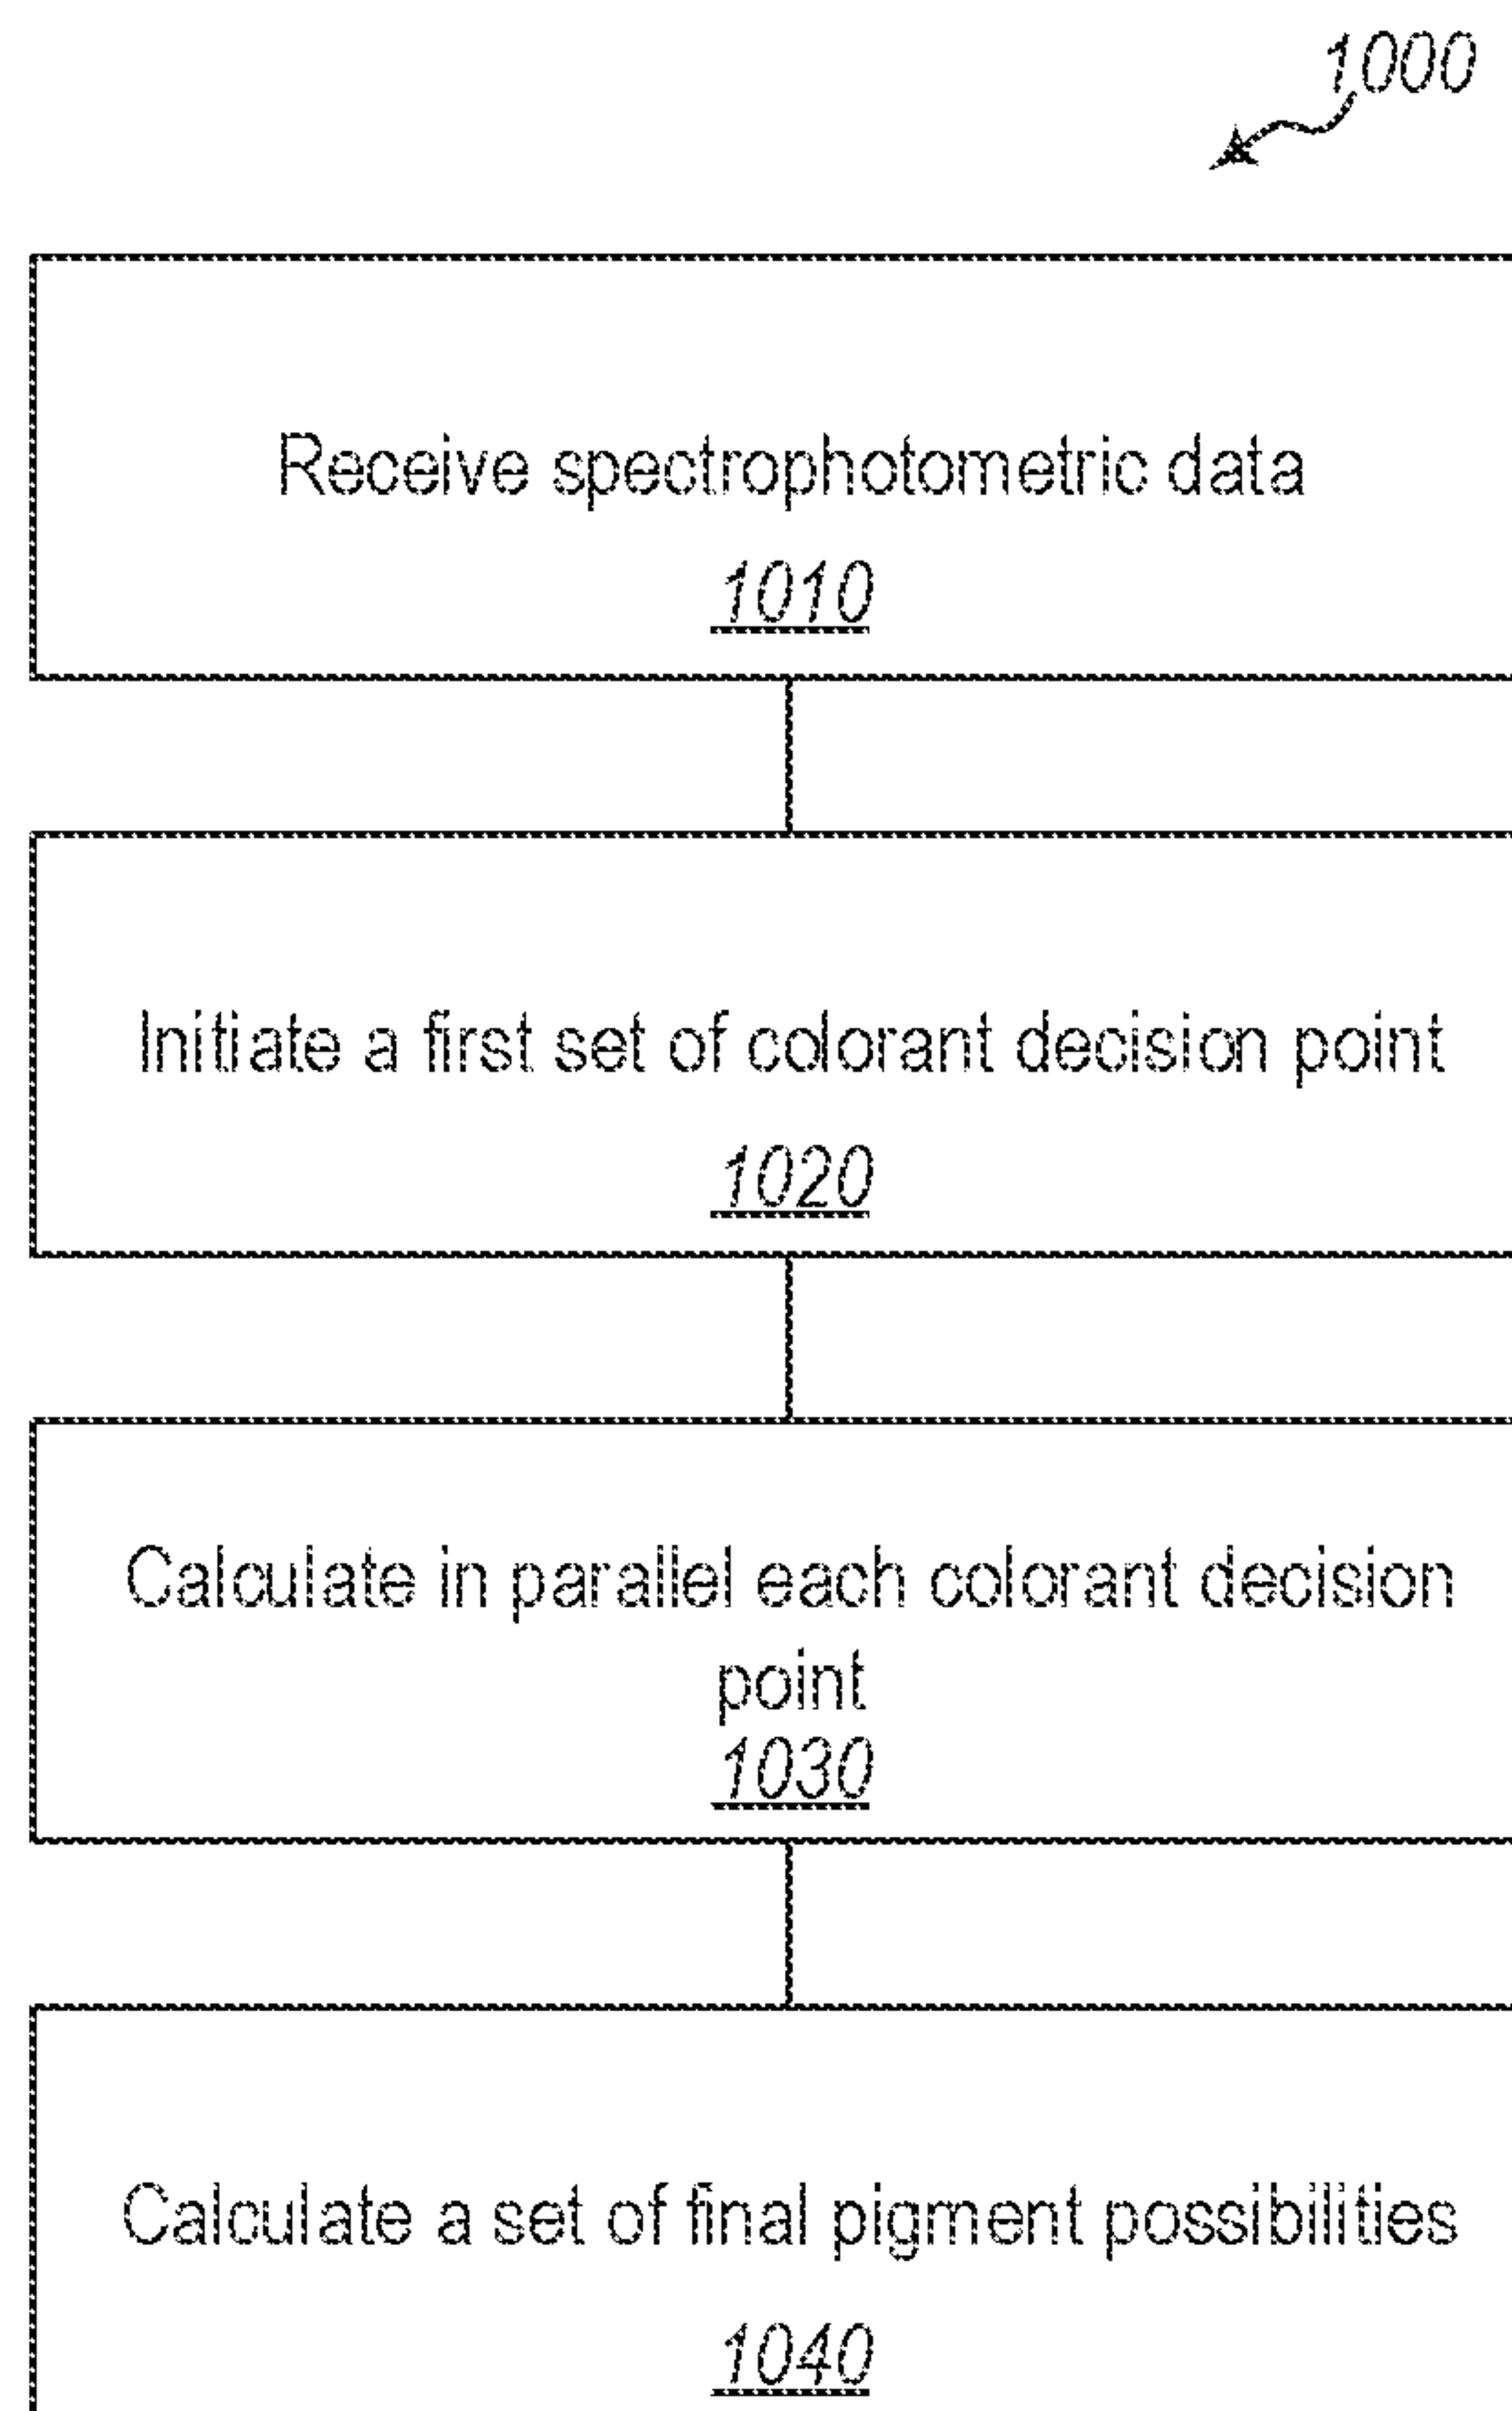 1000
Receive spectrophotometric data
1010
Initiate a first set of colorant decision point
1020
Calculate in parallel each colorant decision
point
1030
Calculate a set of final pigment possibilities
1040